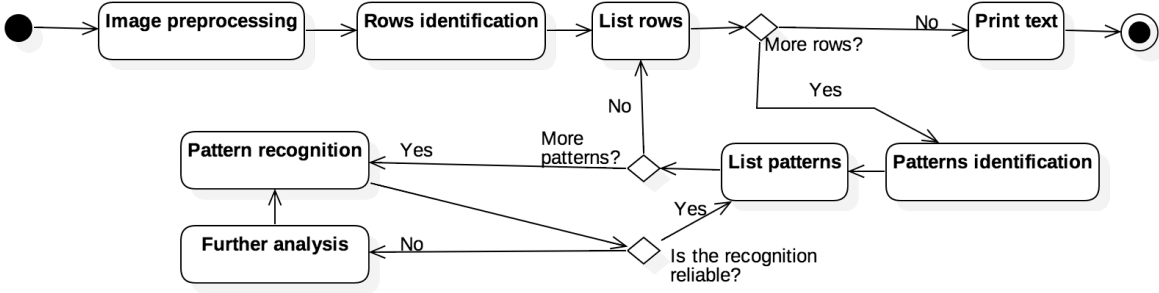 Image preprocessing
Rows identification
List rows
No
Print text
More rows?
Yes
No
More
patterns?
Yes
Pattern recognition
List patterns
Patterns identification
Yes
Further analysis
No
Is the recognition
reliable?